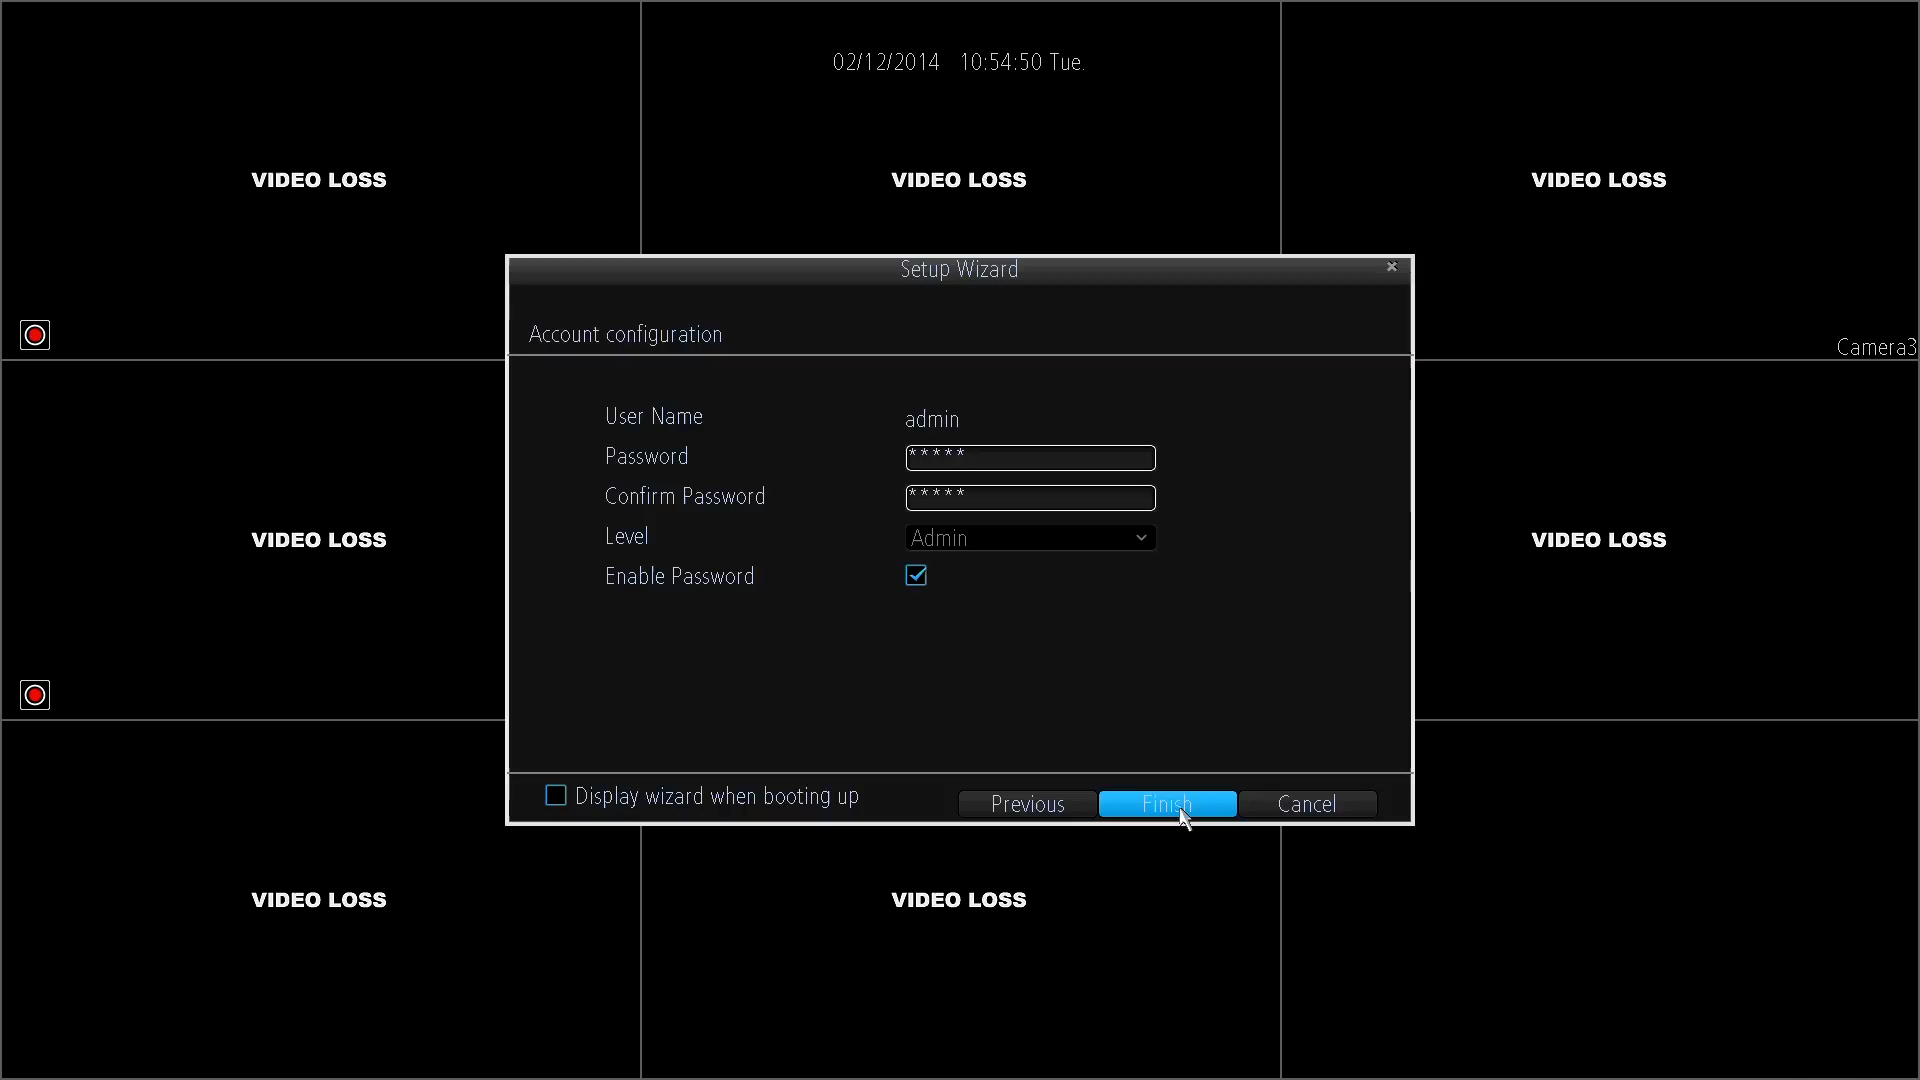 02/12/2014 10:54:50 Tue.
VIDEO LOSS
VIDEO LOSS
VIDEO LOSS
Setup Wizard
Account configuration
Camera3
User Name admin
Password *****
Confirm Password *****
Level Admin
Enable Password
VIDEO LOSS
VIDEO LOSS
Display wizard when booting up
Previous Finish Cancel
VIDEO LOSS
VIDEO LOSS